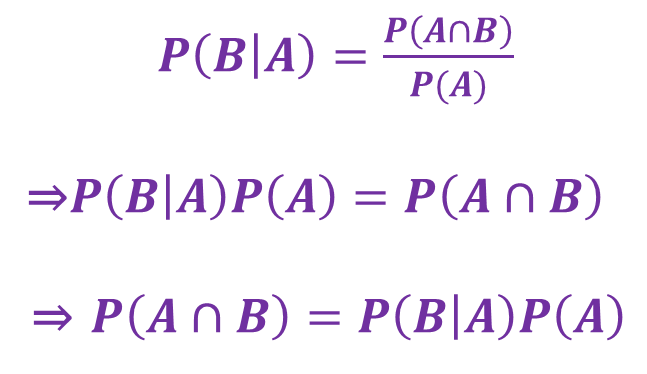 P(B|A) = P(A∩B)/P(A)
⇒P(B|A)P(A) = P(A ∩ B)
⇒ P(A ∩ B) = P(B|A)P(A)